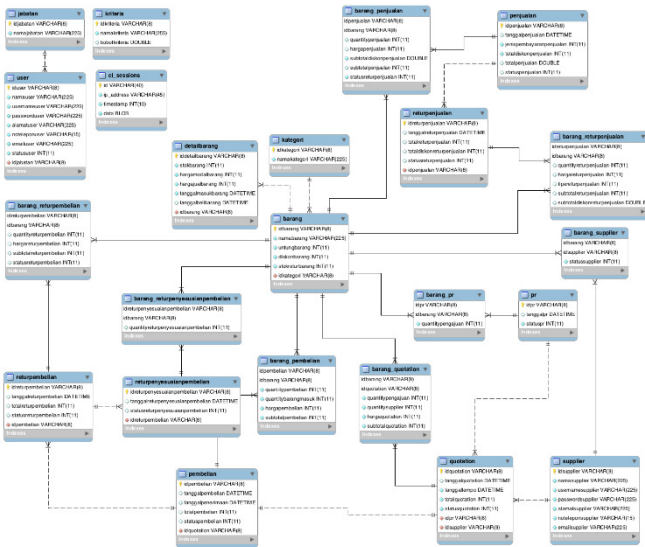 jabatan
idjabatan VARCHAR(8)
namajabatan VARCHAR(225)
Indexes
kriteria
idkriteria VARCHAR(8)
namakriteria VARCHAR(255)
bobotkriteria DOUBLE
Indexes
user
iduser VARCHAR(8)
namauser VARCHAR(225)
usernameuser VARCHAR(225)
passworduser VARCHAR(225)
alamatuser VARCHAR(225)
noteleponuser VARCHAR(15)
emailuser VARCHAR(225)
statususer INT(11)
idjabatan VARCHAR(8)
Indexes
ci_sessions
id VARCHAR(40)
ip_address VARCHAR(45)
timestamp INT(10)
data BLOB
Indexes
barang_penjualan
idpenjualan VARCHAR(8)
idbarang VARCHAR(8)
quantitypenjualan INT(11)
hargapenjualan INT(11)
subtotalpenjualan INT(11)
subtotaldiskonpenjualan INT(11)
statusreturpenjualan INT(11)
Indexes
penjualan
idpenjualan VARCHAR(8)
tanggalpenjualan DATETIME
jenispembayaranpenjualan INT(11)
totaldiskonpenjualan INT(11)
totalpenjualan DOUBLE
statuspenjualan INT(11)
Indexes
returpenjualan
idreturpenjualan VARCHAR(8)
tanggalreturpenjualan DATETIME
totalreturpenjualan INT(11)
totaldiskonreturpenjualan INT(11)
statusreturpenjualan INT(11)
idpenjualan VARCHAR(8)
Indexes
barang_returpenjualan
idreturpenjualan VARCHAR(8)
idbarang VARCHAR(8)
quantityreturpenjualan INT(11)
hargareturpenjualan INT(11)
subtotalreturpenjualan INT(11)
subtotaldiskonreturpenjualan DOUBLE
Indexes
detailbarang
iddetailbarang VARCHAR(8)
stokbarang INT(11)
hargamodalbarang INT(11)
hargajualbarang INT(11)
tanggalmasukbarang DATETIME
tanggaldetailbarang DATETIME
idbarang VARCHAR(8)
Indexes
kategori
idkategori VARCHAR(8)
namakategori VARCHAR(225)
Indexes
barang
idbarang VARCHAR(8)
namabarang VARCHAR(225)
untungbarang INT(11)
diskonbarang INT(11)
stokreturbarang INT(11)
idkategori VARCHAR(8)
Indexes
barang_returpembelian
idreturpembelian VARCHAR(8)
idbarang VARCHAR(8)
quantityreturpembelian INT(11)
hargareturpembelian INT(11)
subtotalreturpembelian INT(11)
statusreturpembelian INT(11)
Indexes
barang_supplier
idbarang VARCHAR(8)
idsupplier VARCHAR(8)
statussupplier INT(11)
Indexes
barang_returpenyesuaianpembelian
idreturpenyesuaianpembelian VARCHAR(8)
idbarang VARCHAR(8)
quantityreturpenyesuaianpembelian INT(11)
Indexes
barang_pr
idpr VARCHAR(8)
idbarang VARCHAR(8)
quantitypengajuan INT(11)
Indexes
pr
idpr VARCHAR(8)
tanggalpr DATETIME
statuspr INT(11)
Indexes
returpembelian
idreturpembelian VARCHAR(8)
tanggalreturpembelian DATETIME
totalreturpembelian INT(11)
statusreturpembelian INT(11)
idpembelian VARCHAR(8)
Indexes
returpenyesuaianpembelian
idreturpenyesuaianpembelian VARCHAR(8)
tanggalreturpenyesuaianpembelian DATETIME
statusreturpenyesuaianpembelian INT(11)
idreturpembelian VARCHAR(8)
Indexes
barang_pembelian
idpembelian VARCHAR(8)
idbarang VARCHAR(8)
quantitypembelian INT(11)
quantitybarangmasuk INT(11)
hargapembelian INT(11)
subtotalpembelian INT(11)
Indexes
barang_quotation
idbarang VARCHAR(8)
idquotation VARCHAR(8)
quantitypengajuan INT(11)
quantitysupplier INT(11)
hargaquotation INT(11)
subtotalquotation INT(11)
Indexes
pembelian
idpembelian VARCHAR(8)
tanggalpembelian DATETIME
tanggalpenerimaan DATETIME
totalpembelian INT(11)
statuspembelian INT(11)
idquotation VARCHAR(8)
Indexes
quotation
idquotation VARCHAR(8)
tanggalquotation DATETIME
tanggaltempo DATETIME
totalquotation INT(11)
statusquotation INT(11)
idpr VARCHAR(8)
idsupplier VARCHAR(8)
Indexes
supplier
idsupplier VARCHAR(8)
namasupplier VARCHAR(225)
usernamesupplier VARCHAR(225)
passwordsupplier VARCHAR(225)
alamatsupplier VARCHAR(225)
noteleponsupplier VARCHAR(15)
emailsupplier VARCHAR(225)
Indexes